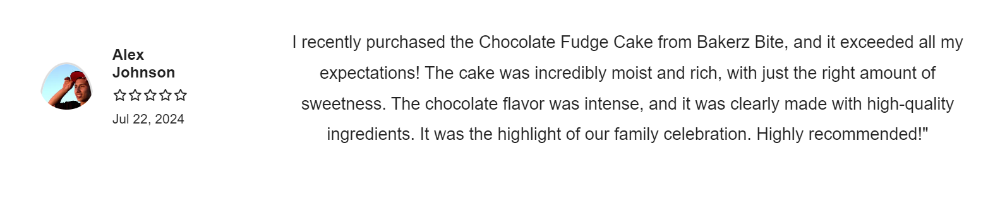 Alex
Johnson
Jul 22, 2024
I recently purchased the Chocolate Fudge Cake from Bakerz Bite, and it exceeded all my
expectations! The cake was incredibly moist and rich, with just the right amount of
sweetness. The chocolate flavor was intense, and it was clearly made with high-quality
ingredients. It was the highlight of our family celebration. Highly recommended!"